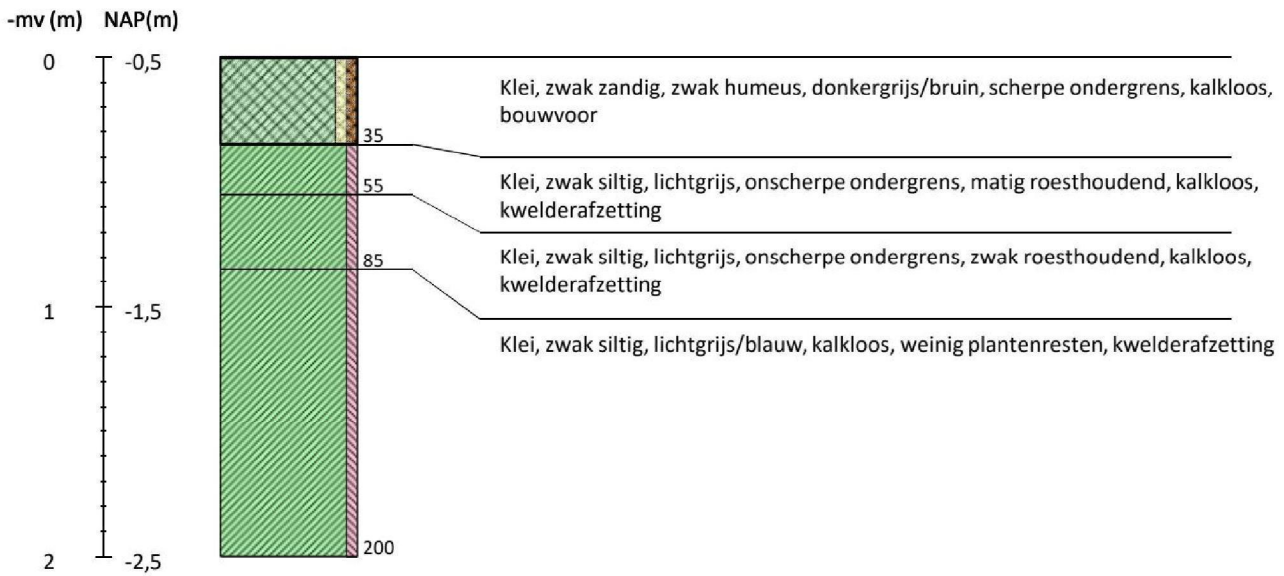 -mv (m) NAP(m)
0 -0,5
Klei, zwak zandig, zwak humeus, donkergrijs/bruin, scherpe ondergrens, kalkloos,
bouwvoor
35
Klei, zwak siltig, lichtgrijs, onscherpe ondergrens, matig roesthoudend, kalkloos,
kwelderafzetting
55
Klei, zwak siltig, lichtgrijs, onscherpe ondergrens, zwak roesthoudend, kalkloos,
kwelderafzetting
85
1 -1,5
Klei, zwak siltig, lichtgrijs/blauw, kalkloos, weinig plantenresten, kwelderafzetting
200
2 -2,5